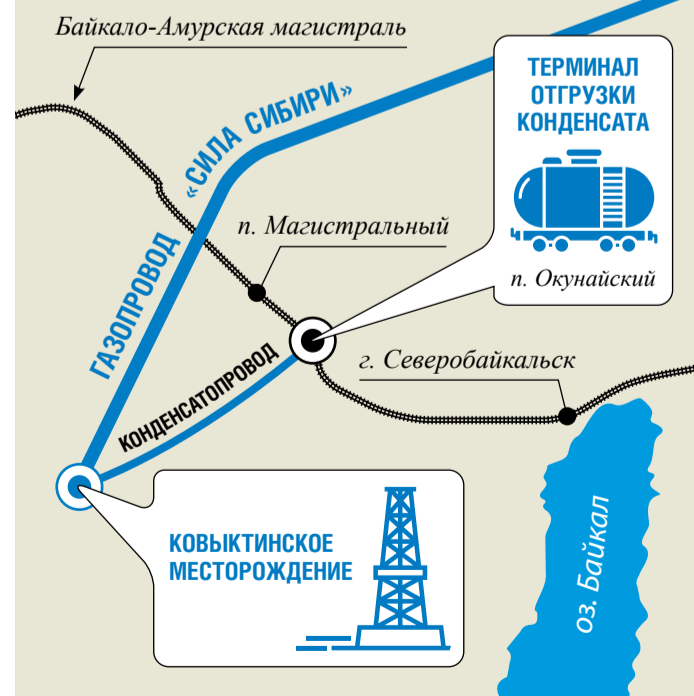 Байкало-Амурская магистраль
ТЕРМИНАЛ
ОТГРУЗКИ
КОНДЕНСАТА
п. Окунайский
ГАЗОПРОВОД «СИЛА СИБИРИ»
п. Магистральный
г. Северобайкальск
КОНДЕНСАТОПРОВОД
КОВЫКТИНСКОЕ
МЕСТОРОЖДЕНИЕ
оз. Байкал